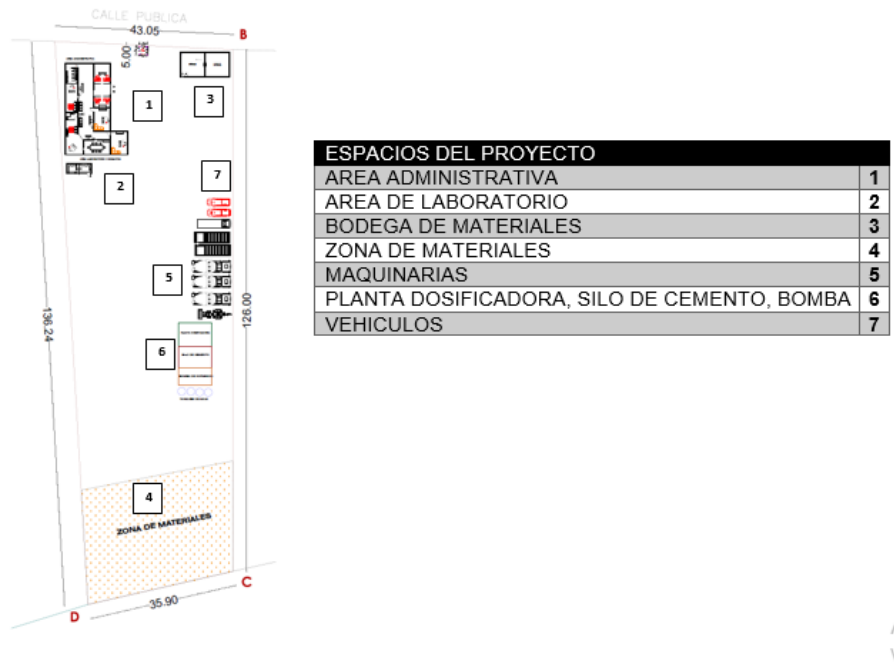 CALLE PUBLICA
43.05
B
5.00
1
3
2
7
5
126.00
136.24
6
4
ZONA DE MATERIALES
C
35.90
D
ESPACIOS DEL PROYECTO
AREA ADMINISTRATIVA 1
AREA DE LABORATORIO 2
BODEGA DE MATERIALES 3
ZONA DE MATERIALES 4
MAQUINARIAS 5
PLANTA DOSIFICADORA, SILO DE CEMENTO, BOMBA 6
VEHICULOS 7